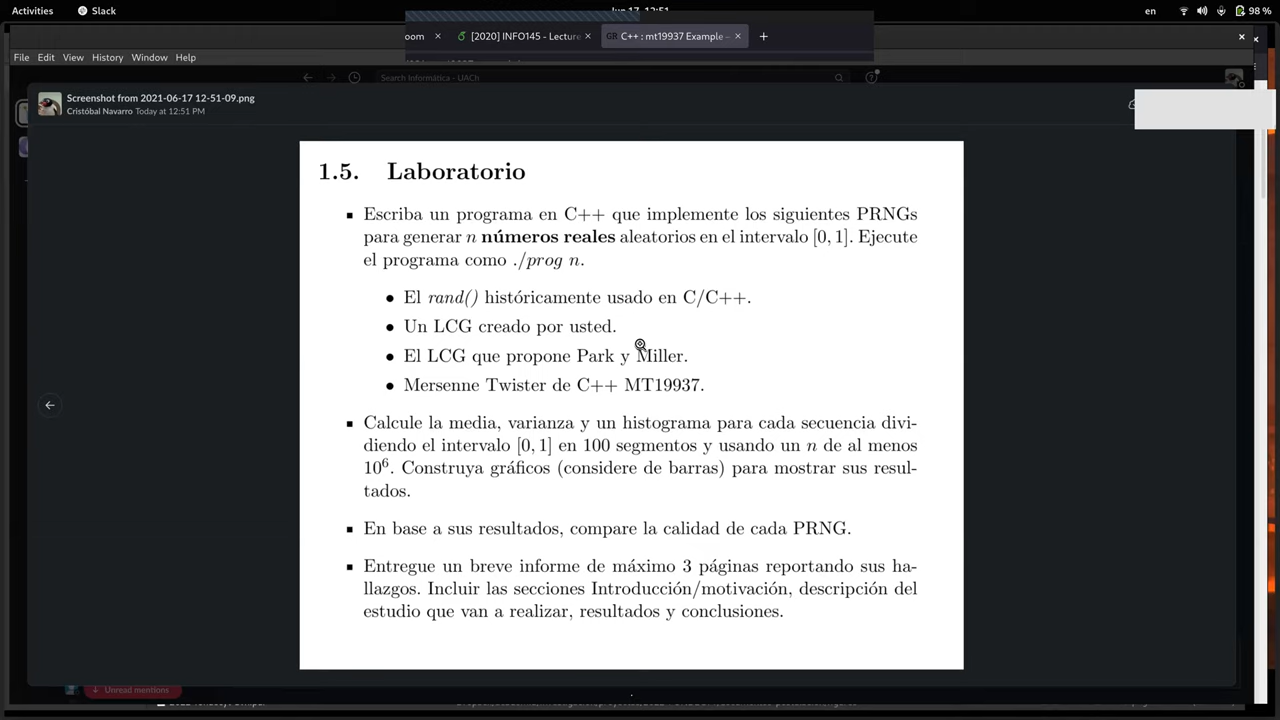 Activities
Slack
Jun 17, 12:51
en
98 %
oom
[2020] INFO145 - Lecture
C++ : mt19937 Example –
File Edit View History Window Help
Search Informática - UACh
Screenshot from 2021-06-17 12-51-09.png
Cristóbal Navarro Today at 12:51 PM
1.5. Laboratorio
▪ Escriba un programa en C++ que implemente los siguientes PRNGs
para generar n números reales aleatorios en el intervalo [0, 1]. Ejecute
el programa como ./prog n.
• El rand() históricamente usado en C/C++.
• Un LCG creado por usted.
• El LCG que propone Park y Miller.
• Mersenne Twister de C++ MT19937.
▪ Calcule la media, varianza y un histograma para cada secuencia divi-
diendo el intervalo [0, 1] en 100 segmentos y usando un n de al menos
10⁶. Construya gráficos (considere de barras) para mostrar sus resul-
tados.
▪ En base a sus resultados, compare la calidad de cada PRNG.
▪ Entregue un breve informe de máximo 3 páginas reportando sus ha-
llazgos. Incluir las secciones Introducción/motivación, descripción del
estudio que van a realizar, resultados y conclusiones.
Unread mentions